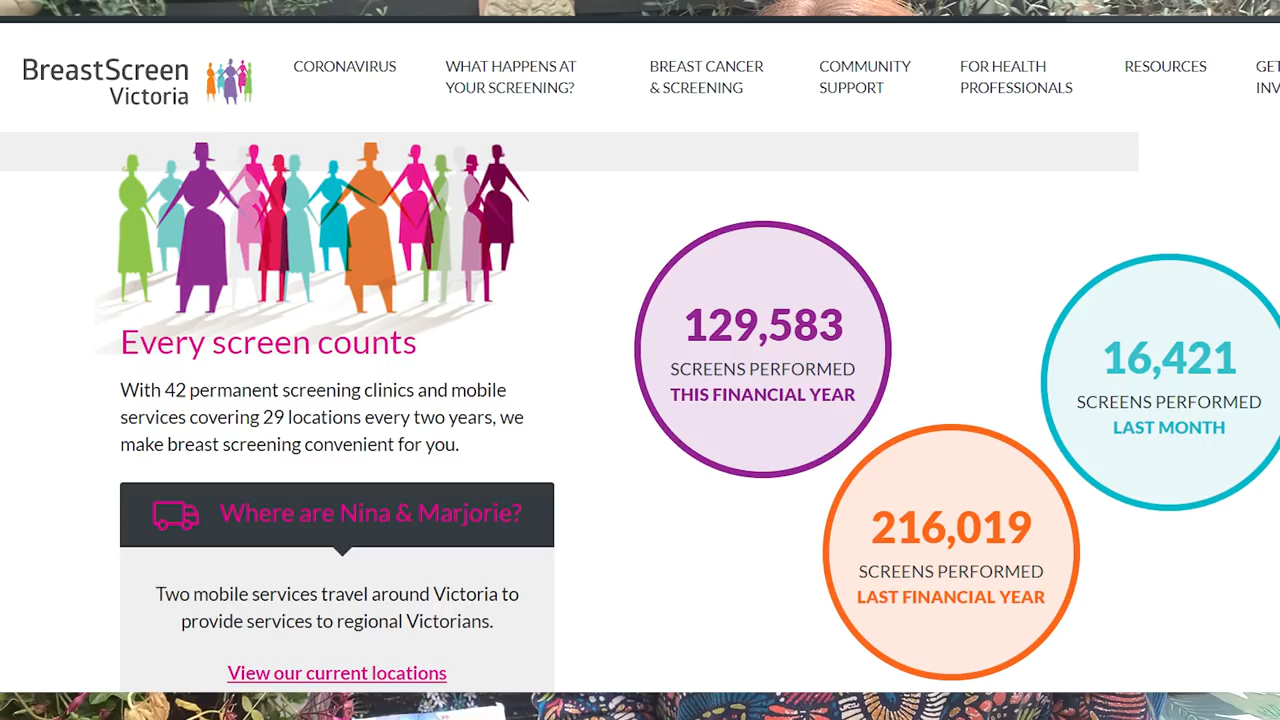 BreastScreen
Victoria
CORONAVIRUS
WHAT HAPPENS AT
YOUR SCREENING?
BREAST CANCER
& SCREENING
COMMUNITY
SUPPORT
FOR HEALTH
PROFESSIONALS
RESOURCES
GET
INV
Every screen counts
With 42 permanent screening clinics and mobile
services covering 29 locations every two years, we
make breast screening convenient for you.
Where are Nina & Marjorie?
Two mobile services travel around Victoria to
provide services to regional Victorians.
View our current locations
129,583
SCREENS PERFORMED
THIS FINANCIAL YEAR
16,421
SCREENS PERFORMED
LAST MONTH
216,019
SCREENS PERFORMED
LAST FINANCIAL YEAR